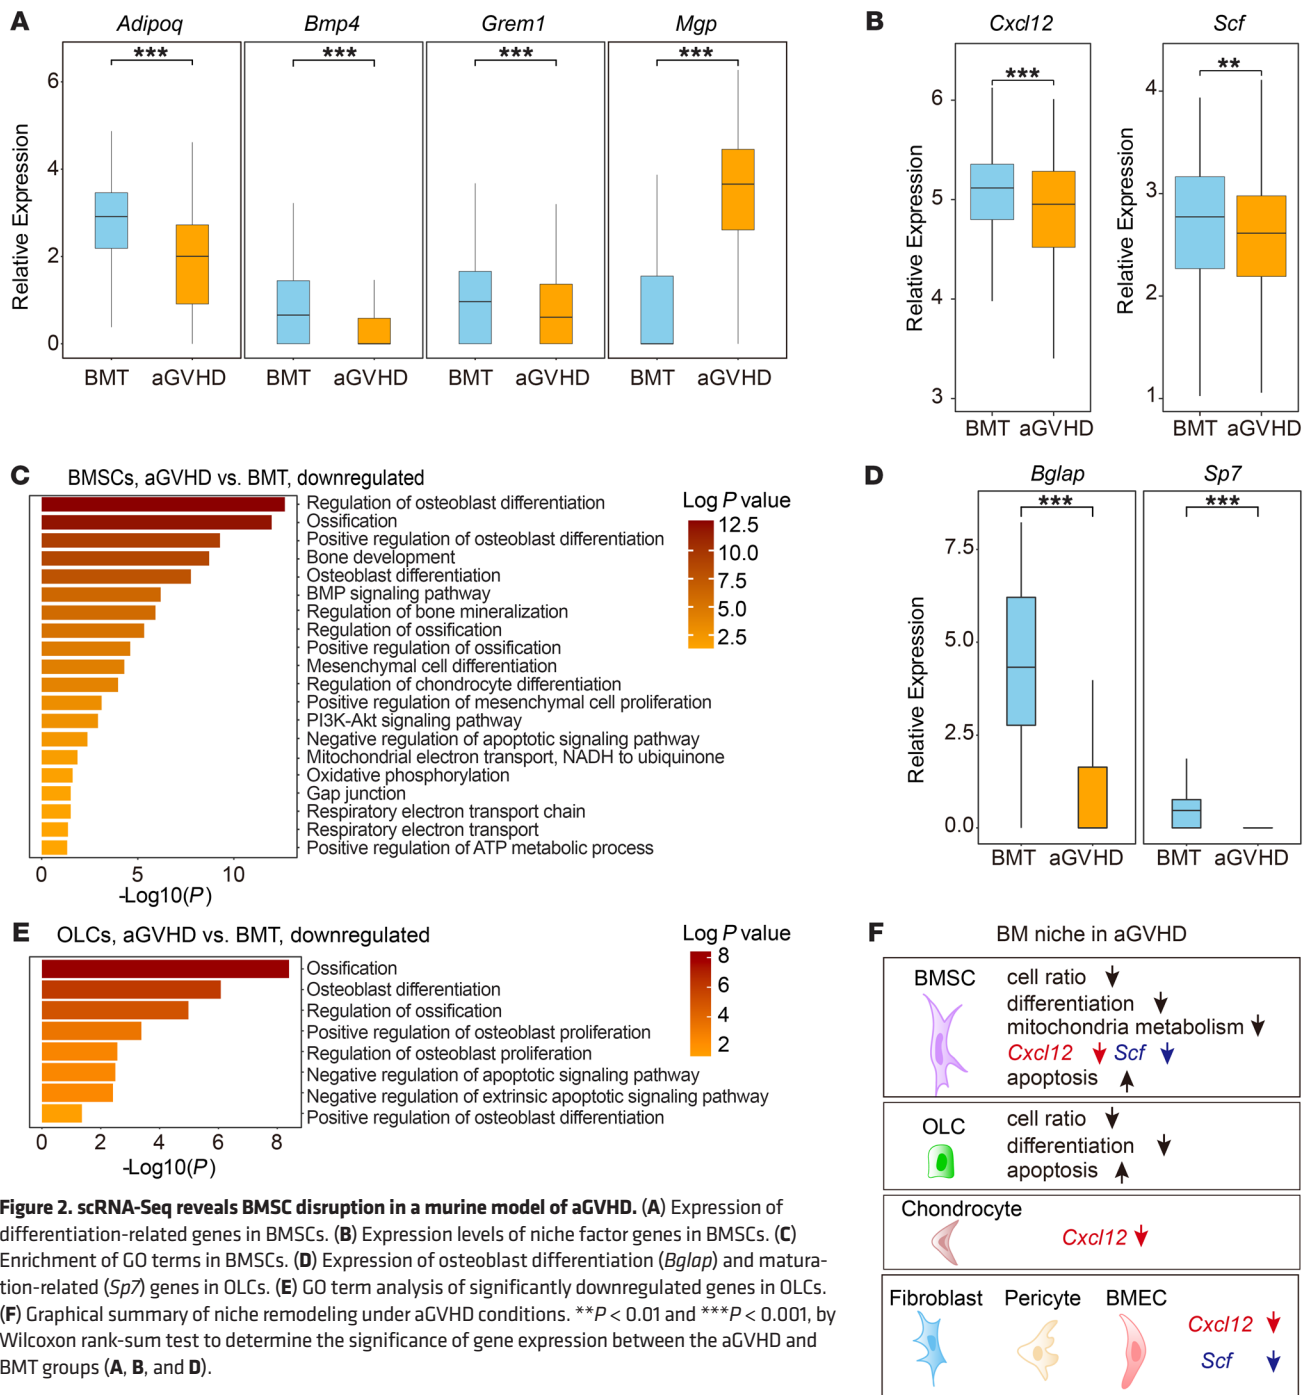 A
Adipoq
Bmp4
Grem1
Mgp
***
***
***
***
Relative Expression
6
4
2
0
BMT aGVHD
BMT aGVHD
BMT aGVHD
BMT aGVHD
B
Cxcl12
Scf
***
**
Relative Expression
6
5
4
3
Relative Expression
4
3
2
1
BMT aGVHD
BMT aGVHD
C
BMSCs, aGVHD vs. BMT, downregulated
Regulation of osteoblast differentiation
Ossification
Positive regulation of osteoblast differentiation
Bone development
Osteoblast differentiation
BMP signaling pathway
Regulation of bone mineralization
Regulation of ossification
Positive regulation of ossification
Mesenchymal cell differentiation
Regulation of chondrocyte differentiation
Positive regulation of mesenchymal cell proliferation
PI3K-Akt signaling pathway
Negative regulation of apoptotic signaling pathway
Mitochondrial electron transport, NADH to ubiquinone
Oxidative phosphorylation
Gap junction
Respiratory electron transport chain
Respiratory electron transport
Positive regulation of ATP metabolic process
0 5 10
-Log10(P)
Log P value
12.5
10.0
7.5
5.0
2.5
D
Bglap
Sp7
***
***
Relative Expression
7.5
5.0
2.5
0.0
BMT aGVHD
BMT aGVHD
E
OLCs, aGVHD vs. BMT, downregulated
Ossification
Osteoblast differentiation
Regulation of ossification
Positive regulation of osteoblast proliferation
Regulation of osteoblast proliferation
Negative regulation of apoptotic signaling pathway
Negative regulation of extrinsic apoptotic signaling pathway
Positive regulation of osteoblast differentiation
0 2 4 6 8
-Log10(P)
Log P value
8
6
4
2
F
BM niche in aGVHD
BMSC
cell ratio ↓
differentiation ↓
mitochondria metabolism ↓
Cxcl12 ↓ Scf ↓
apoptosis ↑
OLC
cell ratio ↓
differentiation ↓
apoptosis ↑
Chondrocyte
Cxcl12 ↓
Fibroblast Pericyte BMEC
Cxcl12 ↓
Scf ↓
Figure 2. scRNA-Seq reveals BMSC disruption in a murine model of aGVHD. (A) Expression of
differentiation-related genes in BMSCs. (B) Expression levels of niche factor genes in BMSCs. (C)
Enrichment of GO terms in BMSCs. (D) Expression of osteoblast differentiation (Bglap) and matura-
tion-related (Sp7) genes in OLCs. (E) GO term analysis of significantly downregulated genes in OLCs.
(F) Graphical summary of niche remodeling under aGVHD conditions. **P < 0.01 and ***P < 0.001, by
Wilcoxon rank-sum test to determine the significance of gene expression between the aGVHD and
BMT groups (A, B, and D).